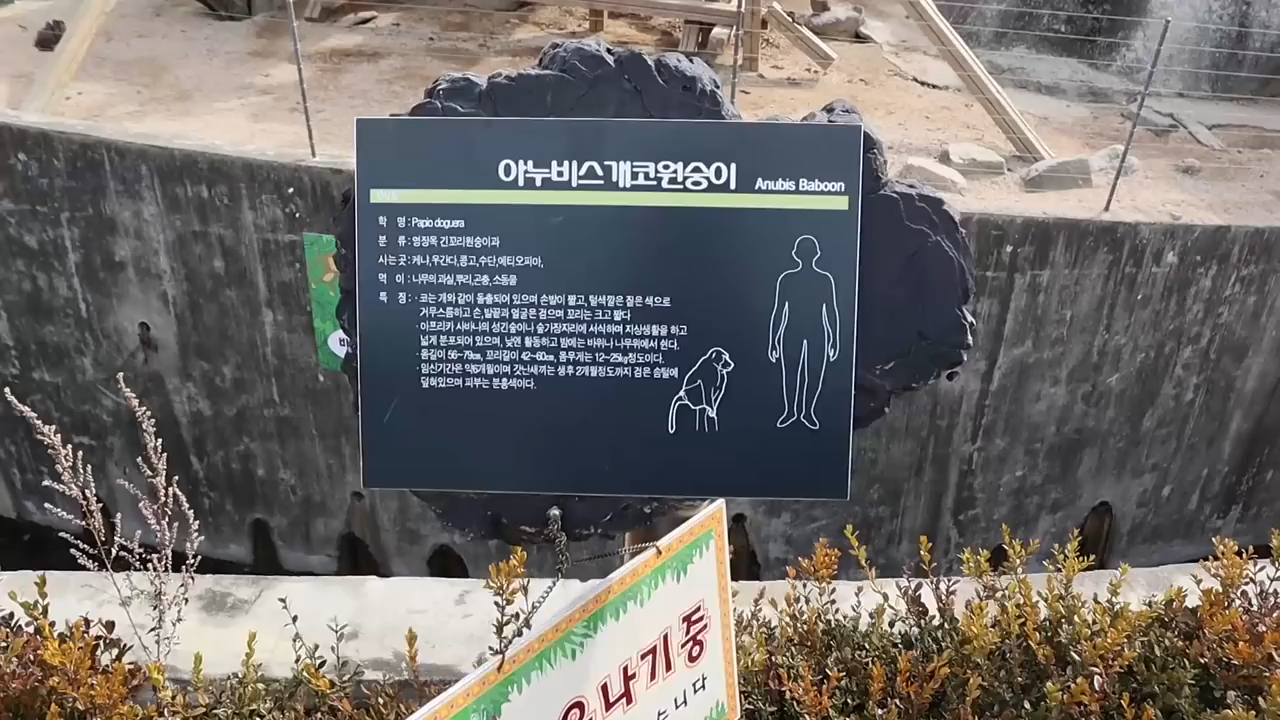 아누비스개코원숭이 Anubis Baboon
학 명 : Papio doguera
분 류 : 영장목 긴꼬리원숭이과
사는곳 : 케냐,우간다,콩고,수단,에티오피아,
먹 이 : 나무의 과실,뿌리,곤충, 소동물
특 징 : · 코는 개와 같이 돌출되어 있으며 손발이 짧고, 털색깔은 짙은 색으로
거무스름하고 손,발끝과 얼굴은 검으며 꼬리는 크고 짧다
· 아프리카 사바나의 성긴숲이나 숲가장자리에 서식하며 지상생활을 하고
넓게 분포되어 있으며, 낮엔 활동하고 밤에는 바위나 나무위에서 쉰다.
· 몸길이 56~79cm, 꼬리길이 42~60cm, 몸무게는 12~25kg정도이다.
· 임신기간은 약6개월이며 갓난새끼는 생후 2개월정도까지 검은 솜털에
덮혀있으며 피부는 분홍색이다.
나기 중
니다